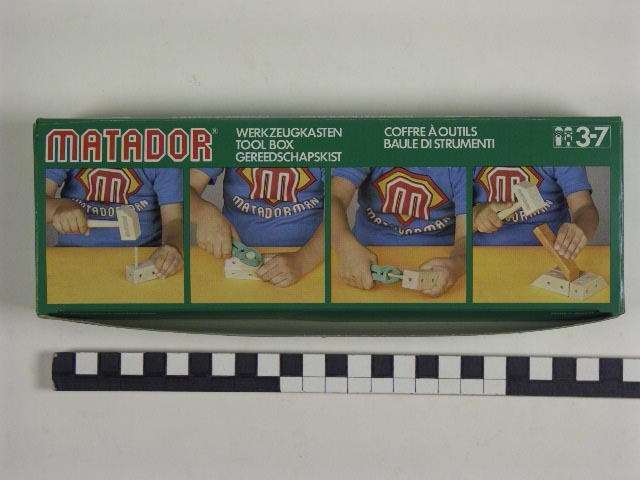 MATADOR®
WERKZEUGKASTEN
TOOL BOX
GEREEDSCHAPSKIST
COFFRE À OUTILS
BAULE DI STRUMENTI
3-7
MATADORMAN
MATADORMAN
MATADORMAN